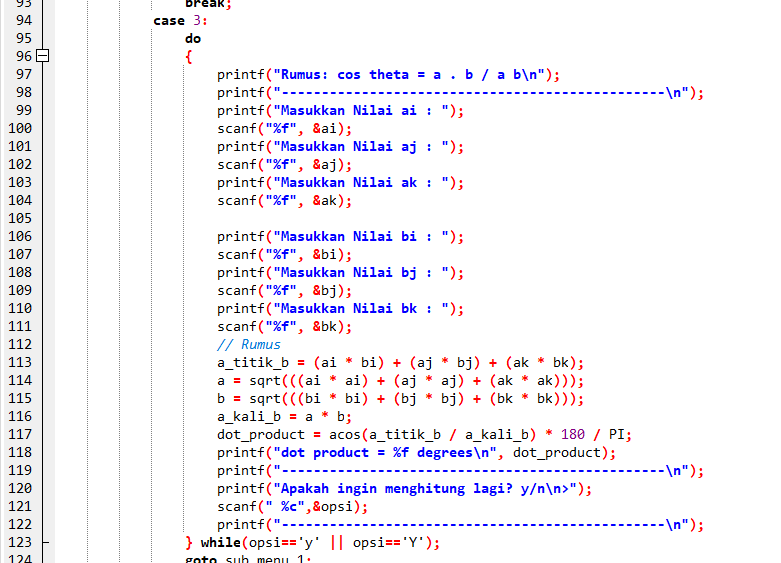 93 break;
94 case 3:
95 do
96 {
97 printf("Rumus: cos theta = a . b / a b\n");
98 printf("------------------------------------------------\n");
99 printf("Masukkan Nilai ai : ");
100 scanf("%f", &ai);
101 printf("Masukkan Nilai aj : ");
102 scanf("%f", &aj);
103 printf("Masukkan Nilai ak : ");
104 scanf("%f", &ak);
105
106 printf("Masukkan Nilai bi : ");
107 scanf("%f", &bi);
108 printf("Masukkan Nilai bj : ");
109 scanf("%f", &bj);
110 printf("Masukkan Nilai bk : ");
111 scanf("%f", &bk);
112 // Rumus
113 a_titik_b = (ai * bi) + (aj * bj) + (ak * bk);
114 a = sqrt(((ai * ai) + (aj * aj) + (ak * ak)));
115 b = sqrt(((bi * bi) + (bj * bj) + (bk * bk)));
116 a_kali_b = a * b;
117 dot_product = acos(a_titik_b / a_kali_b) * 180 / PI;
118 printf("dot product = %f degrees\n", dot_product);
119 printf("------------------------------------------------\n");
120 printf("Apakah ingin menghitung lagi? y/n\n>");
121 scanf(" %c",&opsi);
122 printf("------------------------------------------------\n");
123 } while(opsi=='y' || opsi=='Y');
124 goto sub_menu_1;